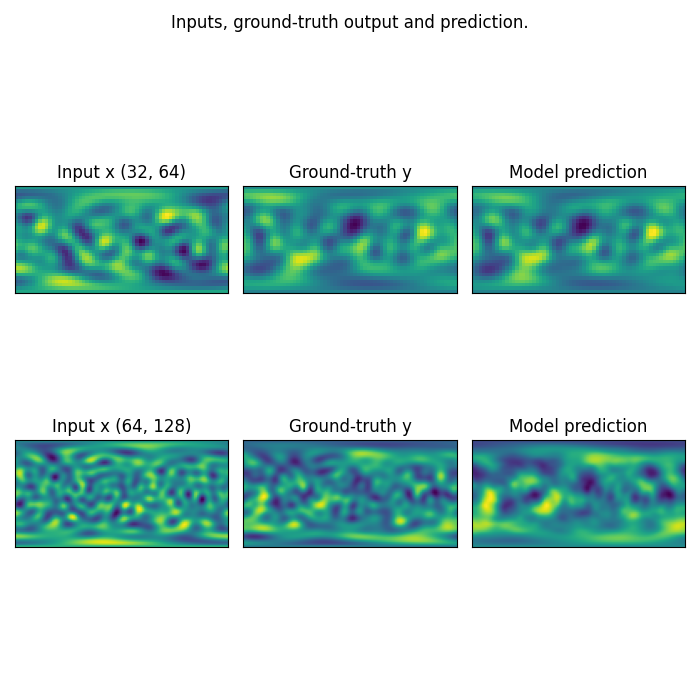 Inputs, ground-truth output and prediction.
Input x (32, 64)
Ground-truth y
Model prediction
Input x (64, 128)
Ground-truth y
Model prediction